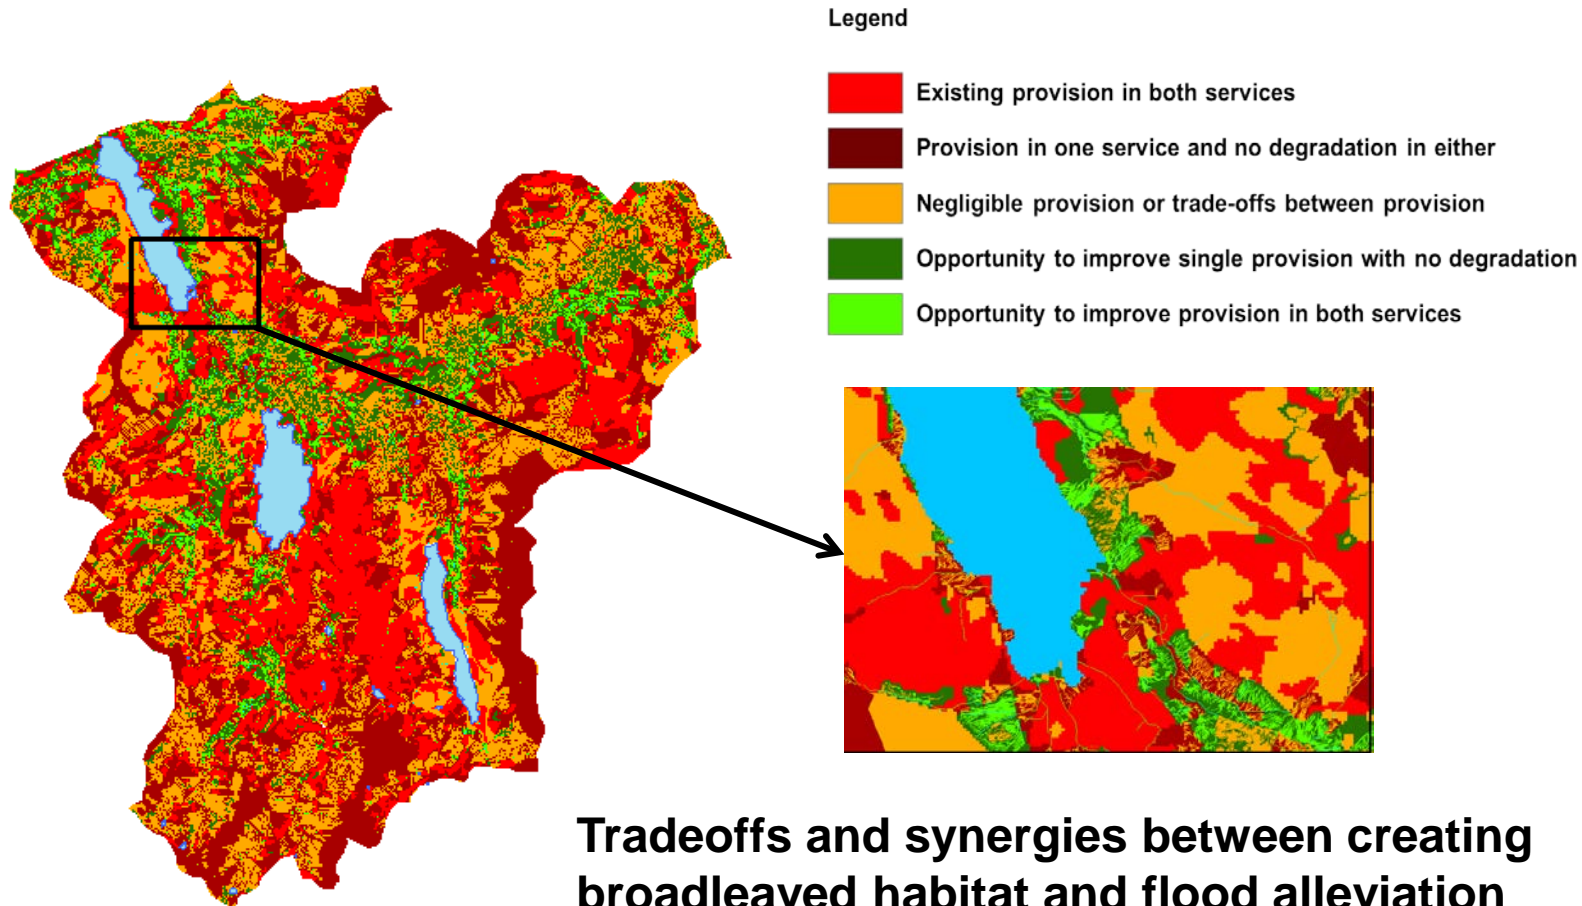 Legend
Existing provision in both services
Provision in one service and no degradation in either
Negligible provision or trade-offs between provision
Opportunity to improve single provision with no degradation
Opportunity to improve provision in both services
Tradeoffs and synergies between creating
broadleaved habitat and flood alleviation